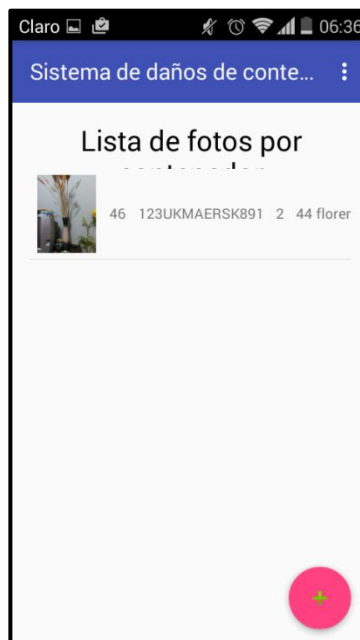 Claro 06:36
Sistema de daños de conte...
Lista de fotos por
46 123UKMAERSK891 2 44 florer
+